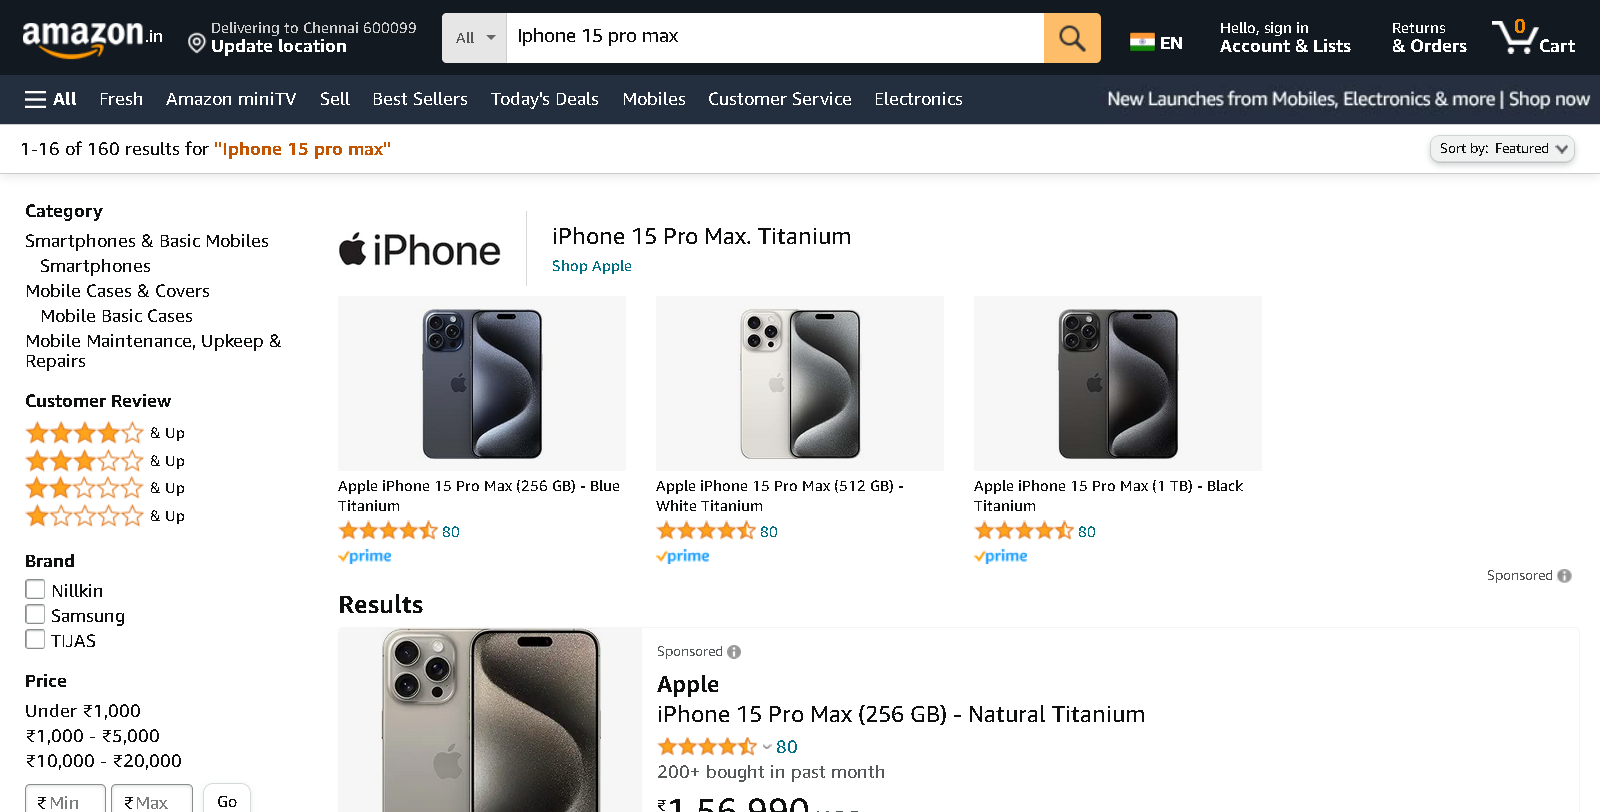 amazon.in
Delivering to Chennai 600099
Update location
All
Iphone 15 pro max
EN
Hello, sign in
Account & Lists
Returns
& Orders
0
Cart
All
Fresh
Amazon miniTV
Sell
Best Sellers
Today's Deals
Mobiles
Customer Service
Electronics
New Launches from Mobiles, Electronics & more | Shop now
1-16 of 160 results for "Iphone 15 pro max"
Sort by: Featured
Category
Smartphones & Basic Mobiles
Smartphones
Mobile Cases & Covers
Mobile Basic Cases
Mobile Maintenance, Upkeep &
Repairs
Customer Review
& Up
& Up
& Up
& Up
Brand
Nillkin
Samsung
TIJAS
Price
Under ₹1,000
₹1,000 - ₹5,000
₹10,000 - ₹20,000
₹ Min
₹ Max
Go
iPhone
iPhone 15 Pro Max. Titanium
Shop Apple
Apple iPhone 15 Pro Max (256 GB) - Blue
Titanium
80
prime
Apple iPhone 15 Pro Max (512 GB) -
White Titanium
80
prime
Apple iPhone 15 Pro Max (1 TB) - Black
Titanium
80
prime
Sponsored
Results
Sponsored
Apple
iPhone 15 Pro Max (256 GB) - Natural Titanium
80
200+ bought in past month
₹1,56,990